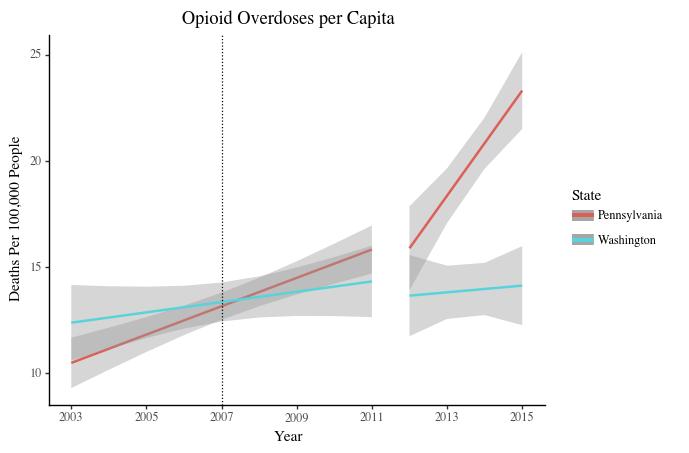 Opioid Overdoses per Capita
Deaths Per 100,000 People
25
20
15
10
2003 2005 2007 2009 2011 2013 2015
Year
State
Pennsylvania
Washington